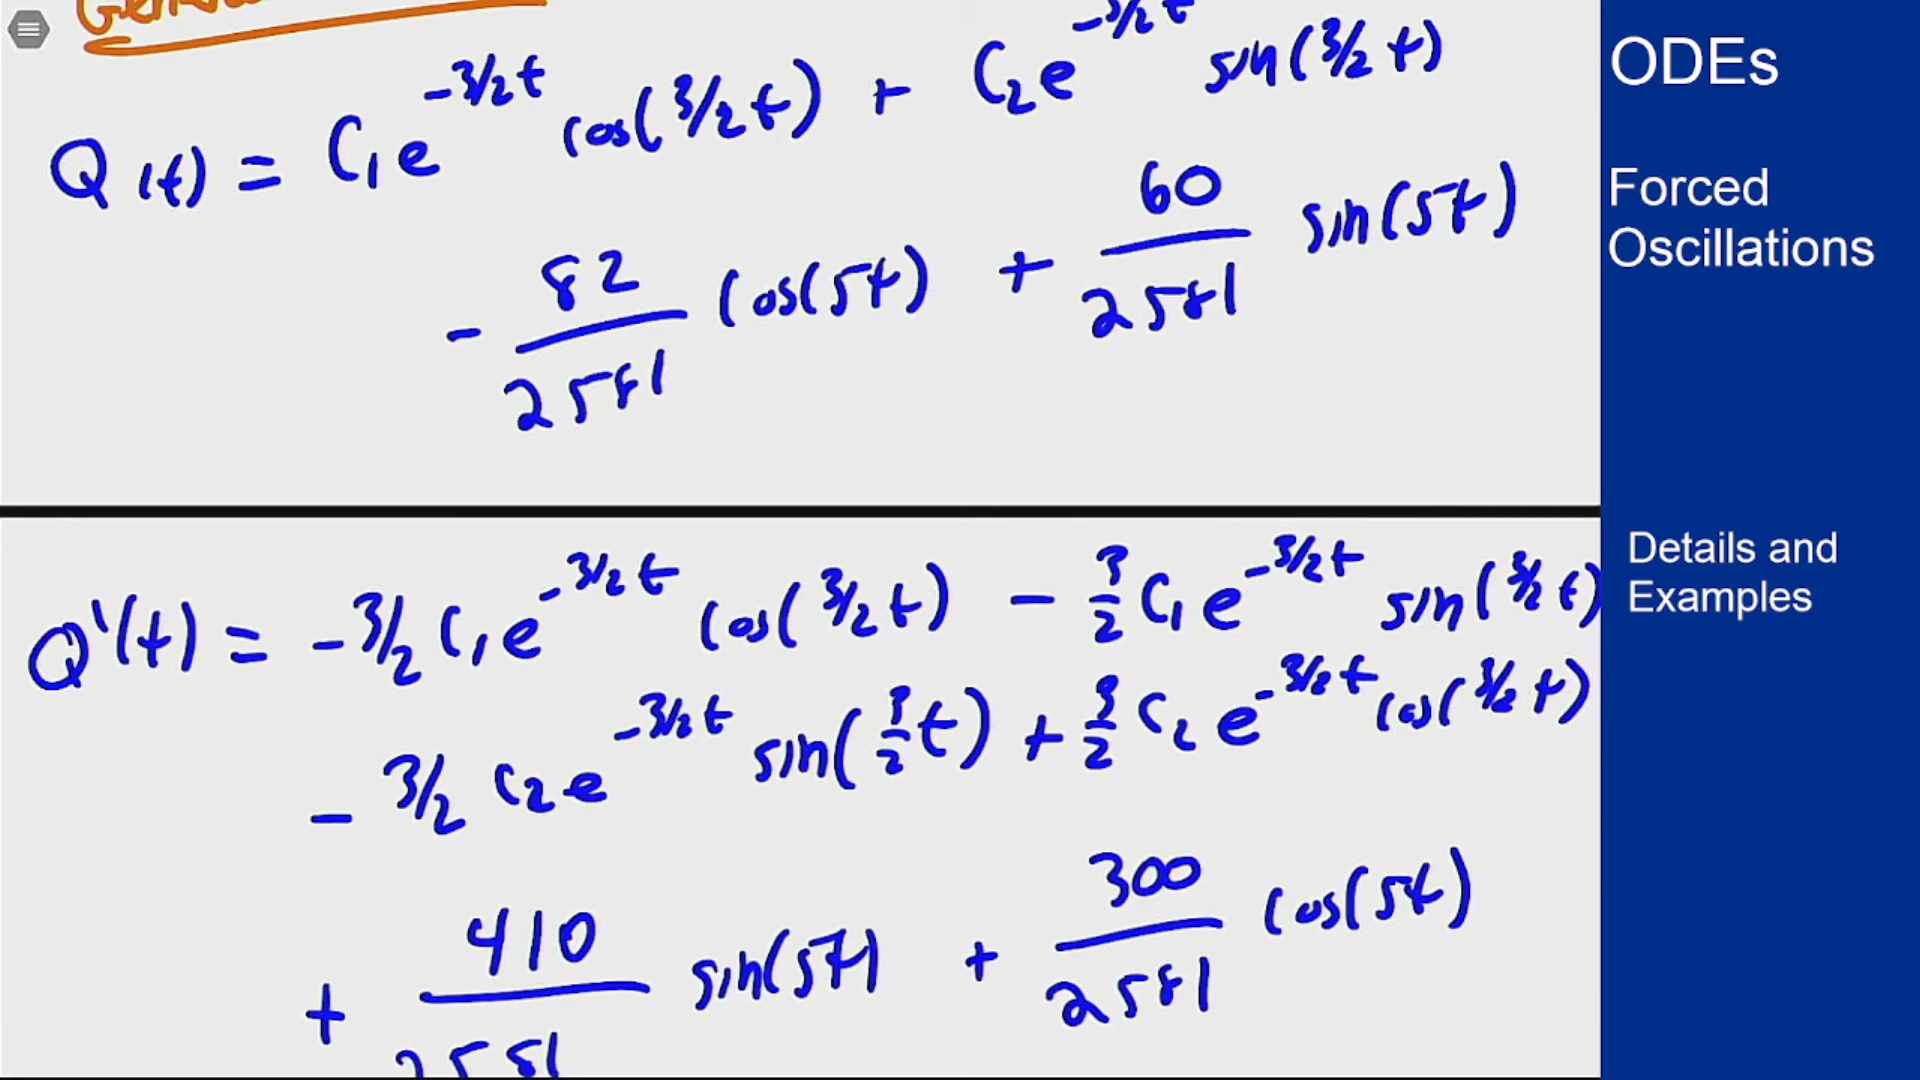 Q(t) = C₁e^(-3/2 t) cos(3/2 t) + C₂e^(-3/2 t) sin(3/2 t)
- 82/2581 cos(5t) + 60/2581 sin(5t)
Q'(t) = -3/2 C₁e^(-3/2 t) cos(3/2 t) - 3/2 C₁e^(-3/2 t) sin(3/2 t)
- 3/2 C₂e^(-3/2 t) sin(3/2 t) + 3/2 C₂e^(-3/2 t) cos(3/2 t)
+ 410/2581 sin(5t) + 300/2581 cos(5t)
ODEs
Forced
Oscillations
Details and
Examples